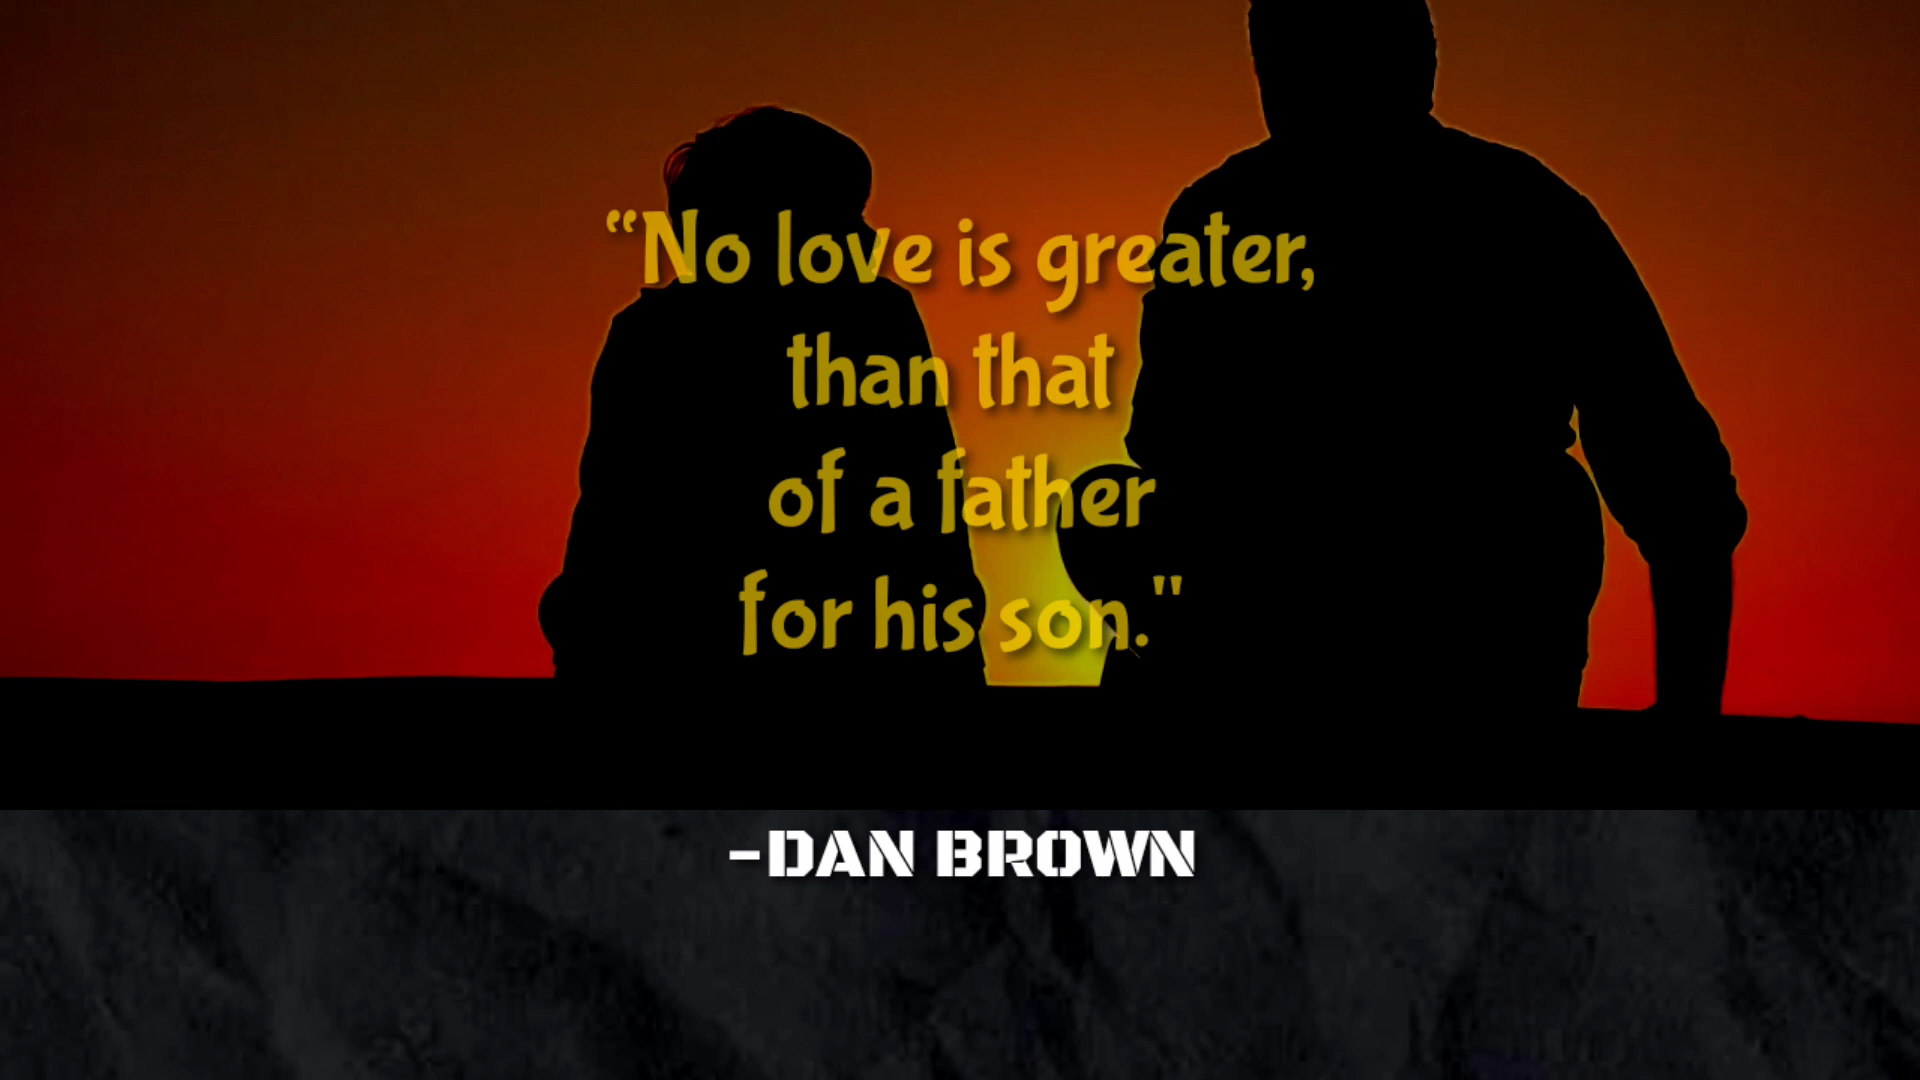 “No love is greater,
than that
of a father
for his son."
-DAN BROWN